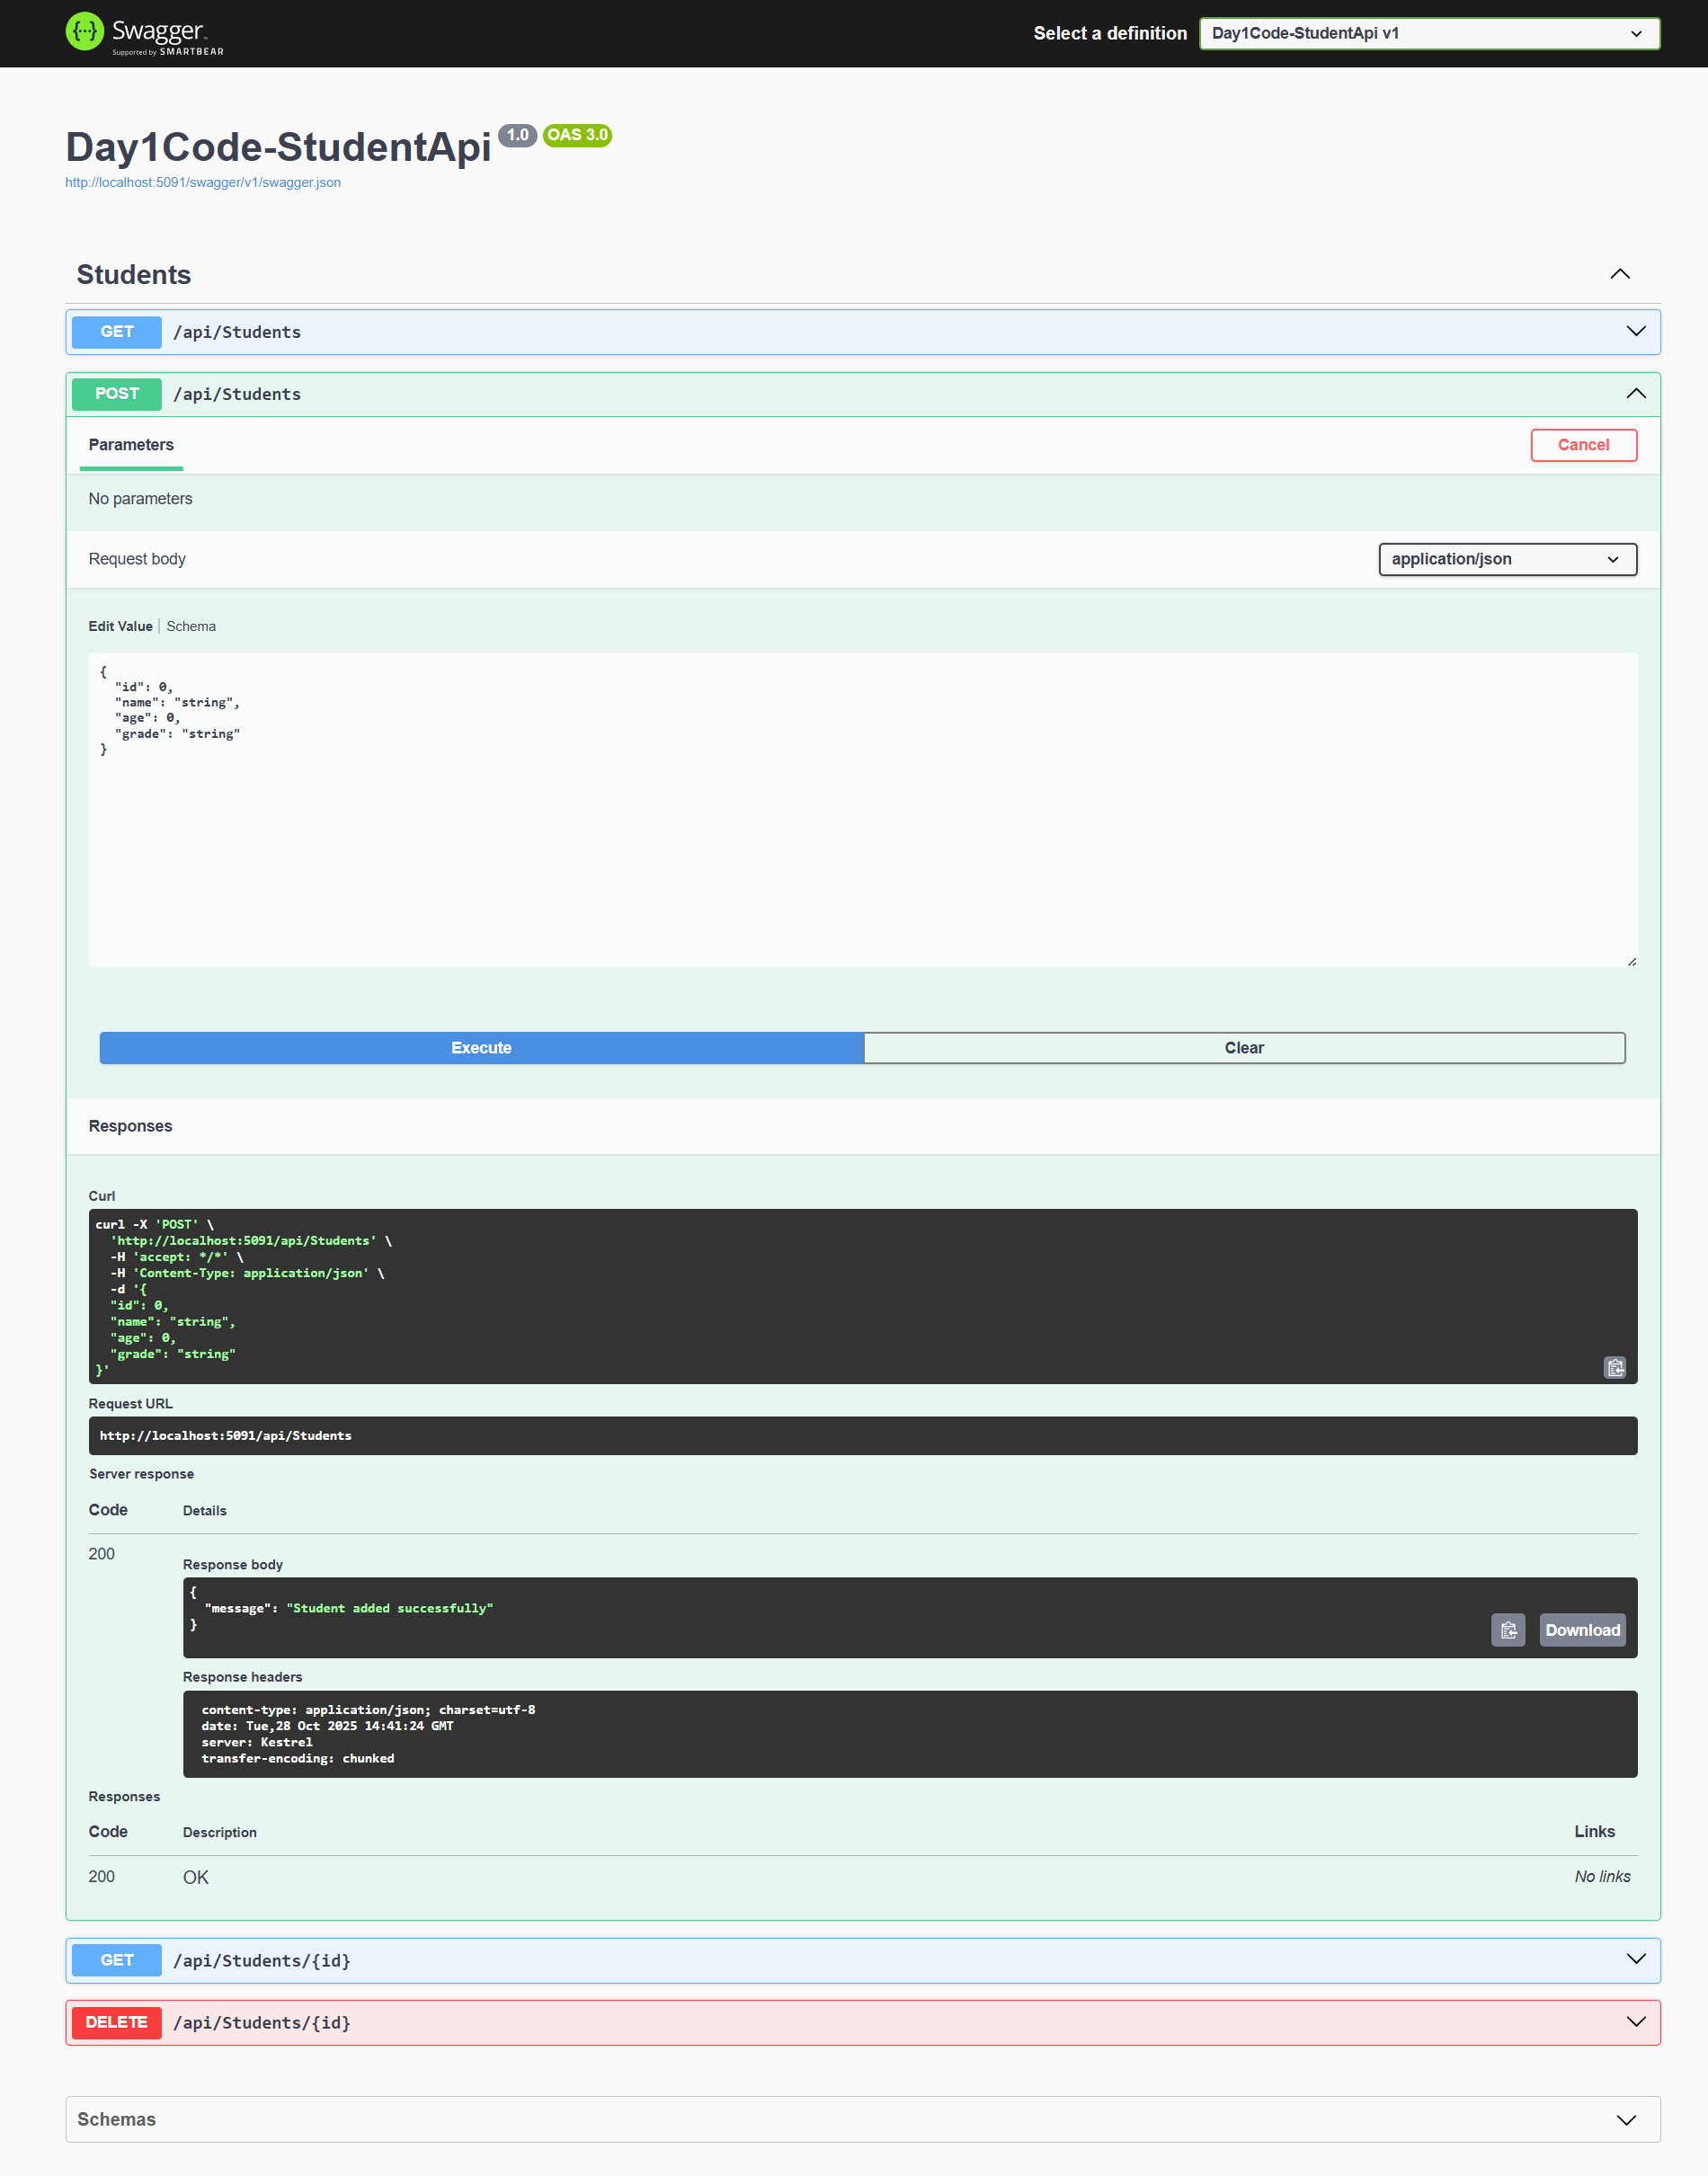 Swagger
Supported by SMARTBEAR
Select a definition
Day1Code-StudentApi v1
Day1Code-StudentApi 1.0 OAS 3.0
http://localhost:5091/swagger/v1/swagger.json
Students
GET /api/Students
POST /api/Students
Parameters
Cancel
No parameters
Request body
application/json
Edit Value | Schema
{
  "id": 0,
  "name": "string",
  "age": 0,
  "grade": "string"
}
Execute
Clear
Responses
Curl
curl -X 'POST' \
  'http://localhost:5091/api/Students' \
  -H 'accept: */*' \
  -H 'Content-Type: application/json' \
  -d '{
  "id": 0,
  "name": "string",
  "age": 0,
  "grade": "string"
}'
Request URL
http://localhost:5091/api/Students
Server response
Code Details
200
Response body
{
  "message": "Student added successfully"
}
Download
Response headers
content-type: application/json; charset=utf-8
date: Tue,28 Oct 2025 14:41:24 GMT
server: Kestrel
transfer-encoding: chunked
Responses
Code Description Links
200 OK No links
GET /api/Students/{id}
DELETE /api/Students/{id}
Schemas